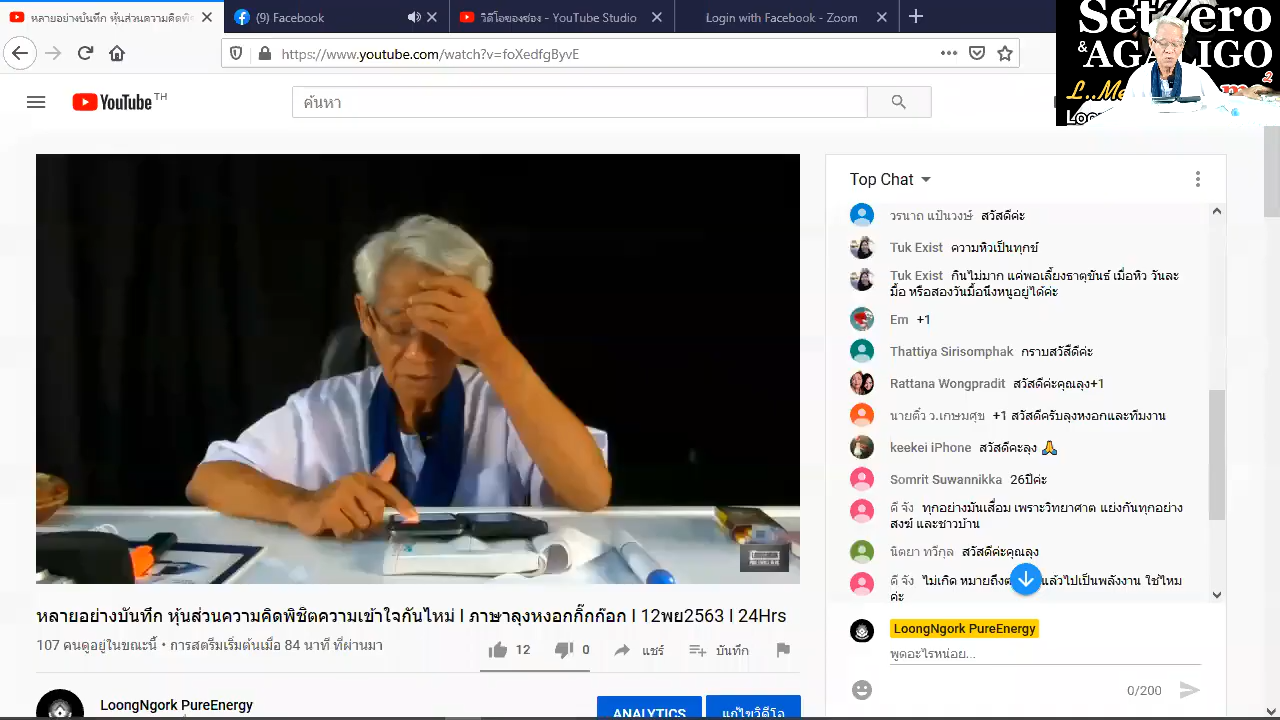 หลายอย่างบันทึก หุ้นส่วนความคิดพิชิ
(9) Facebook
วิดีโอของช่อง - YouTube Studio
Login with Facebook - Zoom
https://www.youtube.com/watch?v=foXedfgByvE
SetZero
& AGALIGO
YouTube TH
ค้นหา
Top Chat
วรนาถ แป้นวงษ์ สวัสดีค่ะ
Tuk Exist ความหิวเป็นทุกข์
Tuk Exist กินไม่มาก แค่พอเลี้ยงธาตุขันธ์ เมื่อหิว วันละ
มื้อ หรือสองวันมื้อนึงหนูอยู่ได้ค่ะ
Em +1
Thattiya Sirisomphak กราบสวัสดีค่ะ
Rattana Wongpradit สวัสดีค่ะคุณลุง+1
นายติ๋ว ว.เกษมศุข +1 สวัสดีครับลุงหงอกและทีมงาน
keekei iPhone สวัสดีคะลุง 🙏
Somrit Suwannikka 26ปีค่ะ
ดี จัง ทุกอย่างมันเสื่อม เพราะวิทยาศาต แย่งกันทุกอย่าง
สงฆ์ และชาวบ้าน
นิตยา ทวีกุล สวัสดีค่ะคุณลุง
ดี จัง ไม่เกิด หมายถึง แล้วไปเป็นพลังงาน ใช่ไหม
ค่ะ
หลายอย่างบันทึก หุ้นส่วนความคิดพิชิตความเข้าใจกันไหม่ l ภาษาลุงหงอกกิ๊กก๊อก l 12พย2563 l 24Hrs
107 คนดูอยู่ในขณะนี้ • การสตรีมเริ่มต้นเมื่อ 84 นาที ที่ผ่านมา
12
0
แชร์
บันทึก
LoongNgork PureEnergy
พูดอะไรหน่อย...
0/200
LoongNgork PureEnergy
ANALYTICS
แก้ไขวิดีโอ